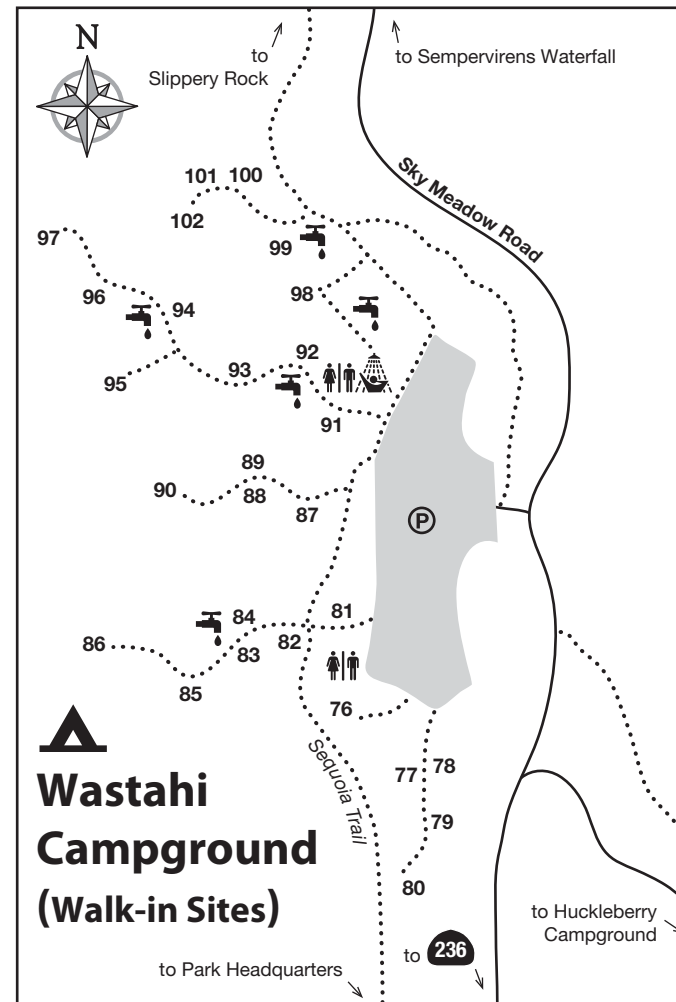 N
to
Slippery Rock
to Sempervirens Waterfall
Sky Meadow Road
101 100
102
99
97
98
96
94
92
93
95
91
89
90
88
87
P
84
81
86
82
83
85
76
Sequoia Trail
78
77
79
80
Wastahi
Campground
(Walk-in Sites)
to Huckleberry
Campground
to 236
to Park Headquarters